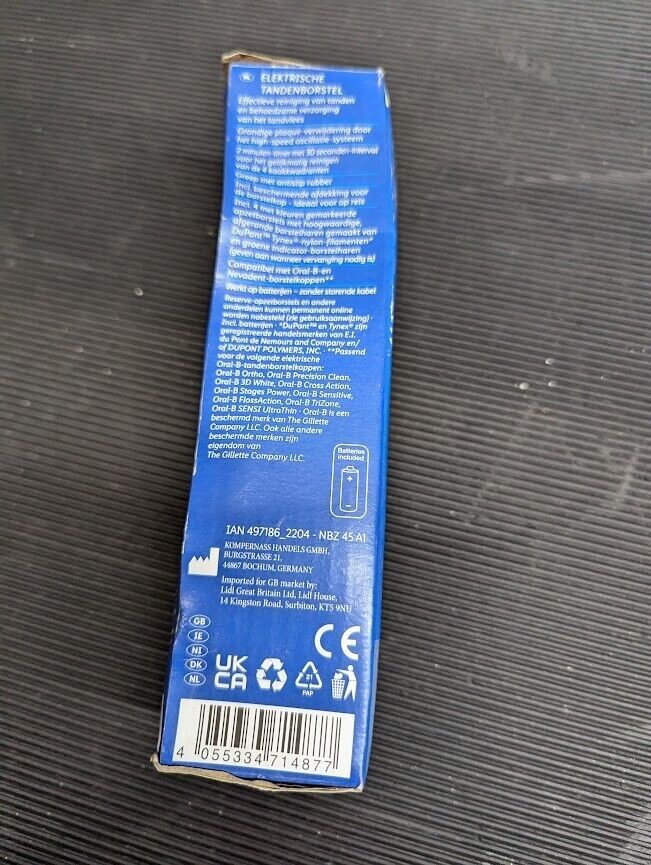 NL ELEKTRISCHE
TANDENBORSTEL
Effectieve reiniging van tanden
en behoedzame verzorging
van het tandvlees
Grondige plaque-verwijdering door
het high-speed oscillatie-systeem
2 minuten-timer met 30 seconden-interval
voor het gelijkmatig reinigen
van de 4 kaakkwadranten
Greep met antislip rubber
Incl. beschermende afdekking voor
de borstelkop - ideaal voor op reis
Incl. 4 met kleuren gemarkeerde
opzetborstels met hoogwaardige,
afgerande borstelharen gemaakt van
DuPont™ Tynex®-nylon-filamenten*
en groene indicator-borstelharen
(geven aan wanneer vervanging nodig is)
Compatibel met Oral-B-en
Nevadent-borstelkoppen**
Werkt op batterijen – zonder storende kabel
Reserve-opzetborstels en andere
onderdelen kunnen permanent online
worden nabesteld (zie gebruiksaanwijzing) ·
Incl. batterijen · *DuPont™ en Tynex® zijn
geregistreerde handelsmerken van E.I.
du Pont de Nemours and Company en/
of DUPONT POLYMERS, INC. · **Passend
voor de volgende elektrische
Oral-B-tandenborstelkoppen:
Oral-B Ortho, Oral-B Precision Clean,
Oral-B 3D White, Oral-B Cross Action,
Oral-B Stages Power, Oral-B Sensitive,
Oral-B FlossAction, Oral-B TriZone,
Oral-B SENSI UltraThin · Oral-B is een
beschermd merk van The Gillette
Company LLC. Ook alle andere
beschermde merken zijn
eigendom van
The Gillette Company LLC.
Batteries
included
+
-
IAN 497186_2204 - NBZ 45 A1
KOMPERNASS HANDELS GMBH,
BURGSTRASSE 21,
44867 BOCHUM, GERMANY
Imported for GB market by:
Lidl Great Britain Ltd, Lidl House,
14 Kingston Road, Surbiton, KT5 9NU
GB
IE
NI
DK
NL
CE
UK
CA
21
PAP
4 055334 714877